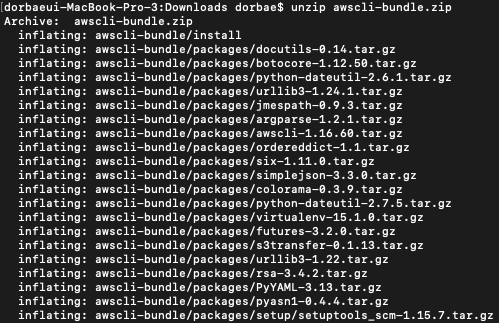 [dorbaeui-MacBook-Pro-3:Downloads dorbae$ unzip awscli-bundle.zip
Archive:  awscli-bundle.zip
  inflating: awscli-bundle/install
  inflating: awscli-bundle/packages/docutils-0.14.tar.gz
  inflating: awscli-bundle/packages/botocore-1.12.50.tar.gz
  inflating: awscli-bundle/packages/python-dateutil-2.6.1.tar.gz
  inflating: awscli-bundle/packages/urllib3-1.24.1.tar.gz
  inflating: awscli-bundle/packages/jmespath-0.9.3.tar.gz
  inflating: awscli-bundle/packages/argparse-1.2.1.tar.gz
  inflating: awscli-bundle/packages/awscli-1.16.60.tar.gz
  inflating: awscli-bundle/packages/ordereddict-1.1.tar.gz
  inflating: awscli-bundle/packages/six-1.11.0.tar.gz
  inflating: awscli-bundle/packages/simplejson-3.3.0.tar.gz
  inflating: awscli-bundle/packages/colorama-0.3.9.tar.gz
  inflating: awscli-bundle/packages/python-dateutil-2.7.5.tar.gz
  inflating: awscli-bundle/packages/virtualenv-15.1.0.tar.gz
  inflating: awscli-bundle/packages/futures-3.2.0.tar.gz
  inflating: awscli-bundle/packages/s3transfer-0.1.13.tar.gz
  inflating: awscli-bundle/packages/urllib3-1.22.tar.gz
  inflating: awscli-bundle/packages/rsa-3.4.2.tar.gz
  inflating: awscli-bundle/packages/PyYAML-3.13.tar.gz
  inflating: awscli-bundle/packages/pyasn1-0.4.4.tar.gz
  inflating: awscli-bundle/packages/setup/setuptools_scm-1.15.7.tar.gz